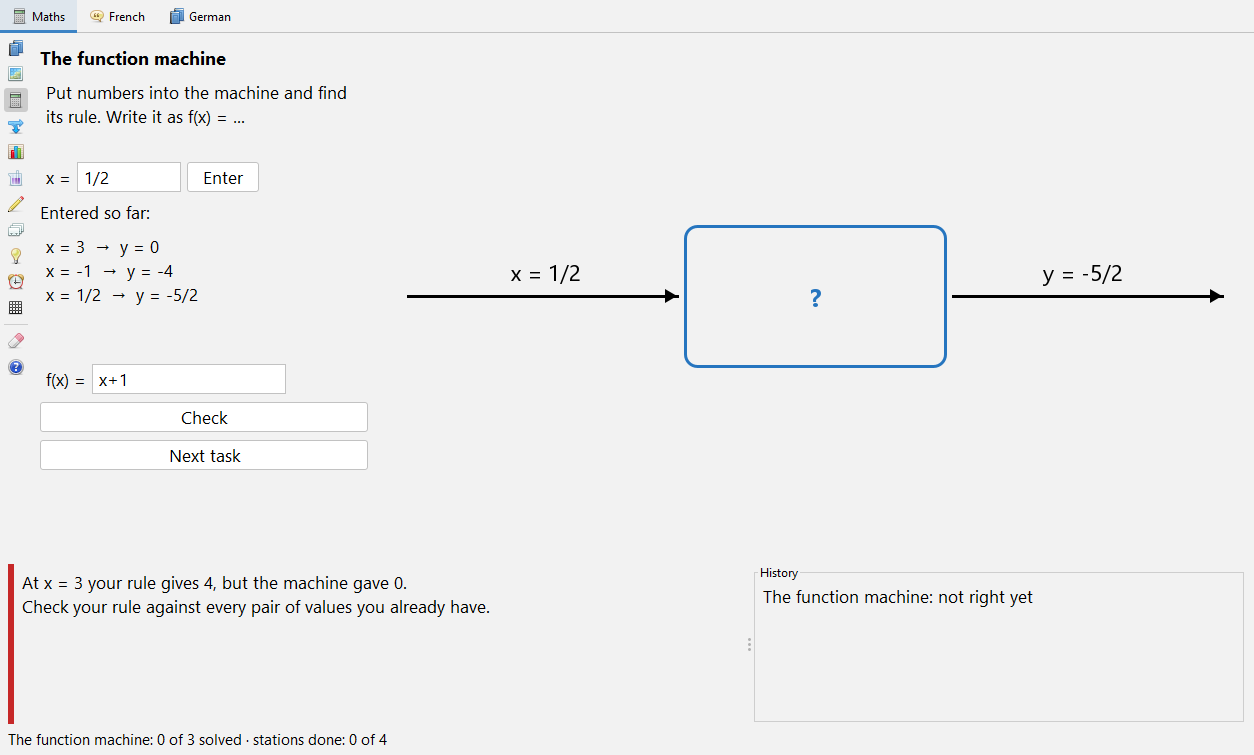 Maths French German
The function machine
Put numbers into the machine and find
its rule. Write it as f(x) = ...
x = 1/2 Enter
Entered so far:
x = 3 → y = 0
x = -1 → y = -4
x = 1/2 → y = -5/2
x = 1/2
?
y = -5/2
f(x) = x+1
Check
Next task
At x = 3 your rule gives 4, but the machine gave 0.
Check your rule against every pair of values you already have.
History
The function machine: not right yet
The function machine: 0 of 3 solved · stations done: 0 of 4